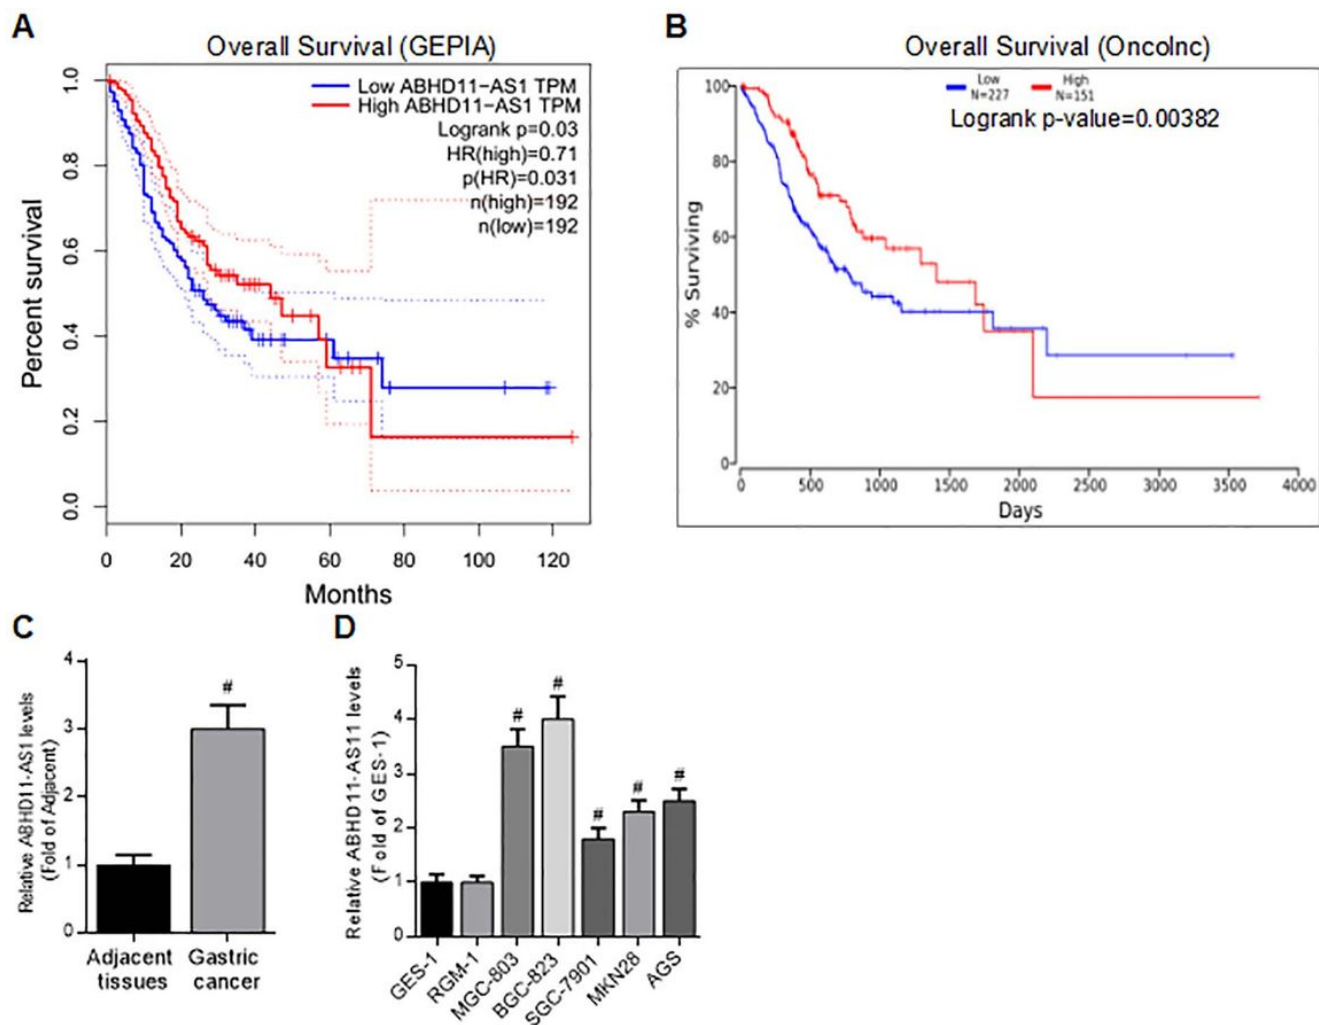 A
Overall Survival (GEPIA)
Low ABHD11−AS1 TPM
High ABHD11−AS1 TPM
Logrank p=0.03
HR(high)=0.71
p(HR)=0.031
n(high)=192
n(low)=192
Percent survival
1.0
0.8
0.6
0.4
0.2
0.0
0 20 40 60 80 100 120
Months
B
Overall Survival (OncoInc)
Low High
N=227 N=151
Logrank p-value=0.00382
% Surviving
100
80
60
40
20
0
0 500 1000 1500 2000 2500 3000 3500 4000
Days
C
Relative ABHD11-AS1 levels
(Fold of Adjacent)
4
3
2
1
0
#
Adjacent Gastric
tissues cancer
D
Relative ABHD11-AS11 levels
(Fold of GES-1)
5
4
3
2
1
0
# # # # #
GES-1 RGM-1 MGC-803 BGC-823 SGC-7901 MKN28 AGS